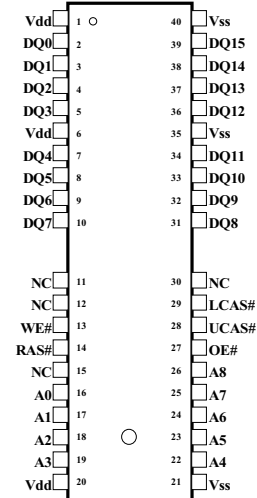 Vdd 1 40 Vss
DQ0 2 39 DQ15
DQ1 3 38 DQ14
DQ2 4 37 DQ13
DQ3 5 36 DQ12
Vdd 6 35 Vss
DQ4 7 34 DQ11
DQ5 8 33 DQ10
DQ6 9 32 DQ9
DQ7 10 31 DQ8
NC 11 30 NC
NC 12 29 LCAS#
WE# 13 28 UCAS#
RAS# 14 27 OE#
NC 15 26 A8
A0 16 25 A7
A1 17 24 A6
A2 18 23 A5
A3 19 22 A4
Vdd 20 21 Vss